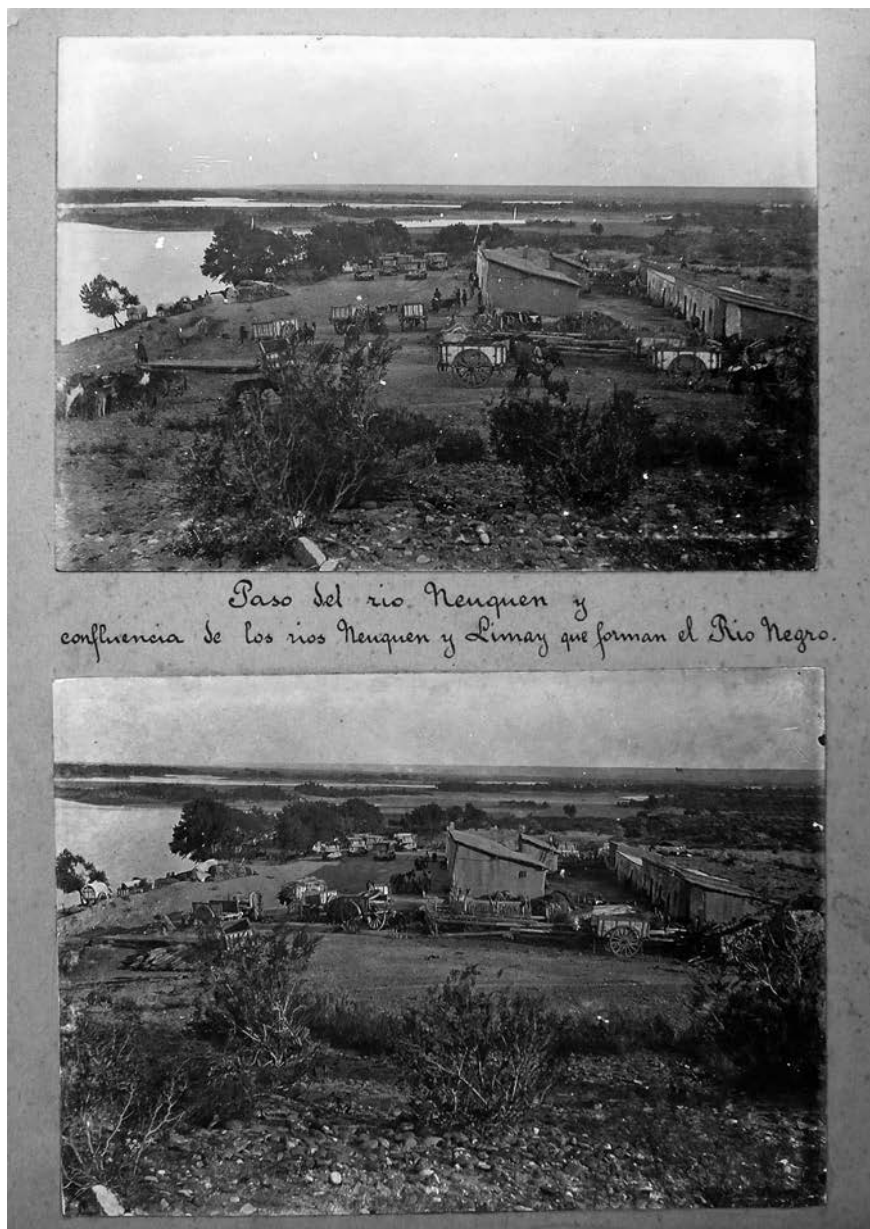 Paso del rio Neuquen y
confluencia de los rios Neuquen y Limay que forman el Rio Negro.